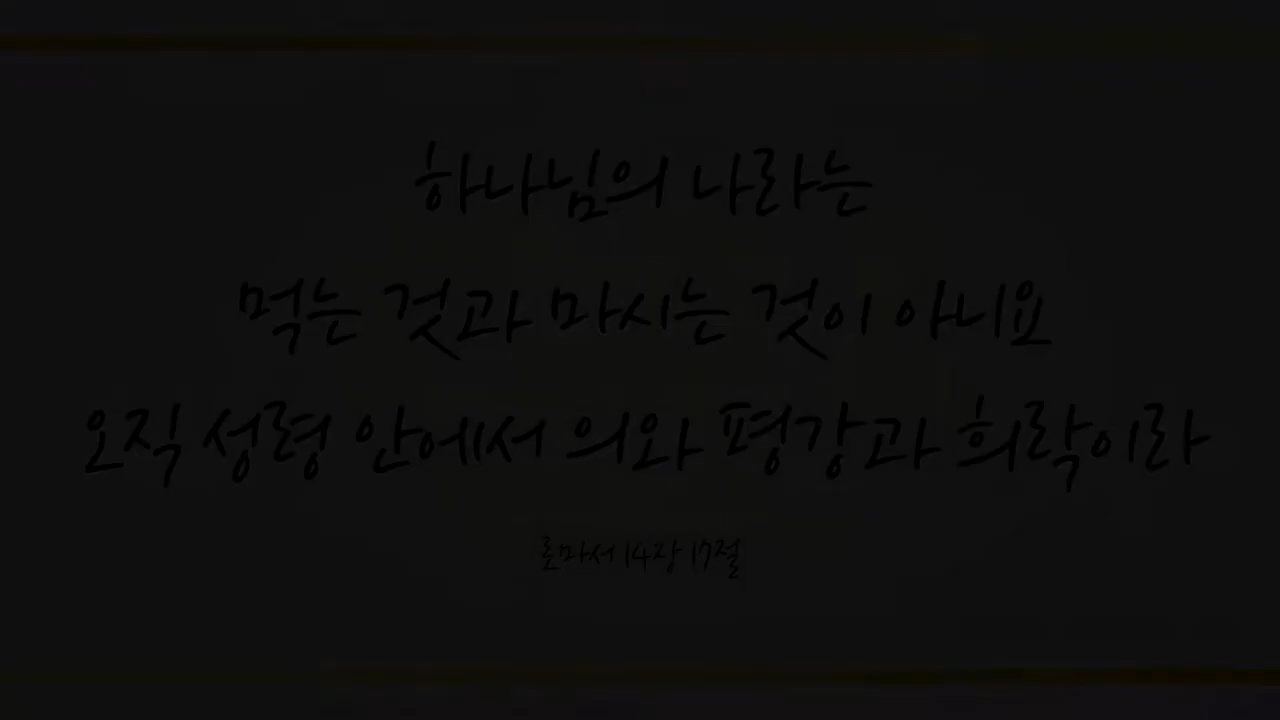 하나님의 나라는
먹는 것과 마시는 것이 아니요
오직 성령 안에서 의와 평강과 희락이라
로마서 14장 17절